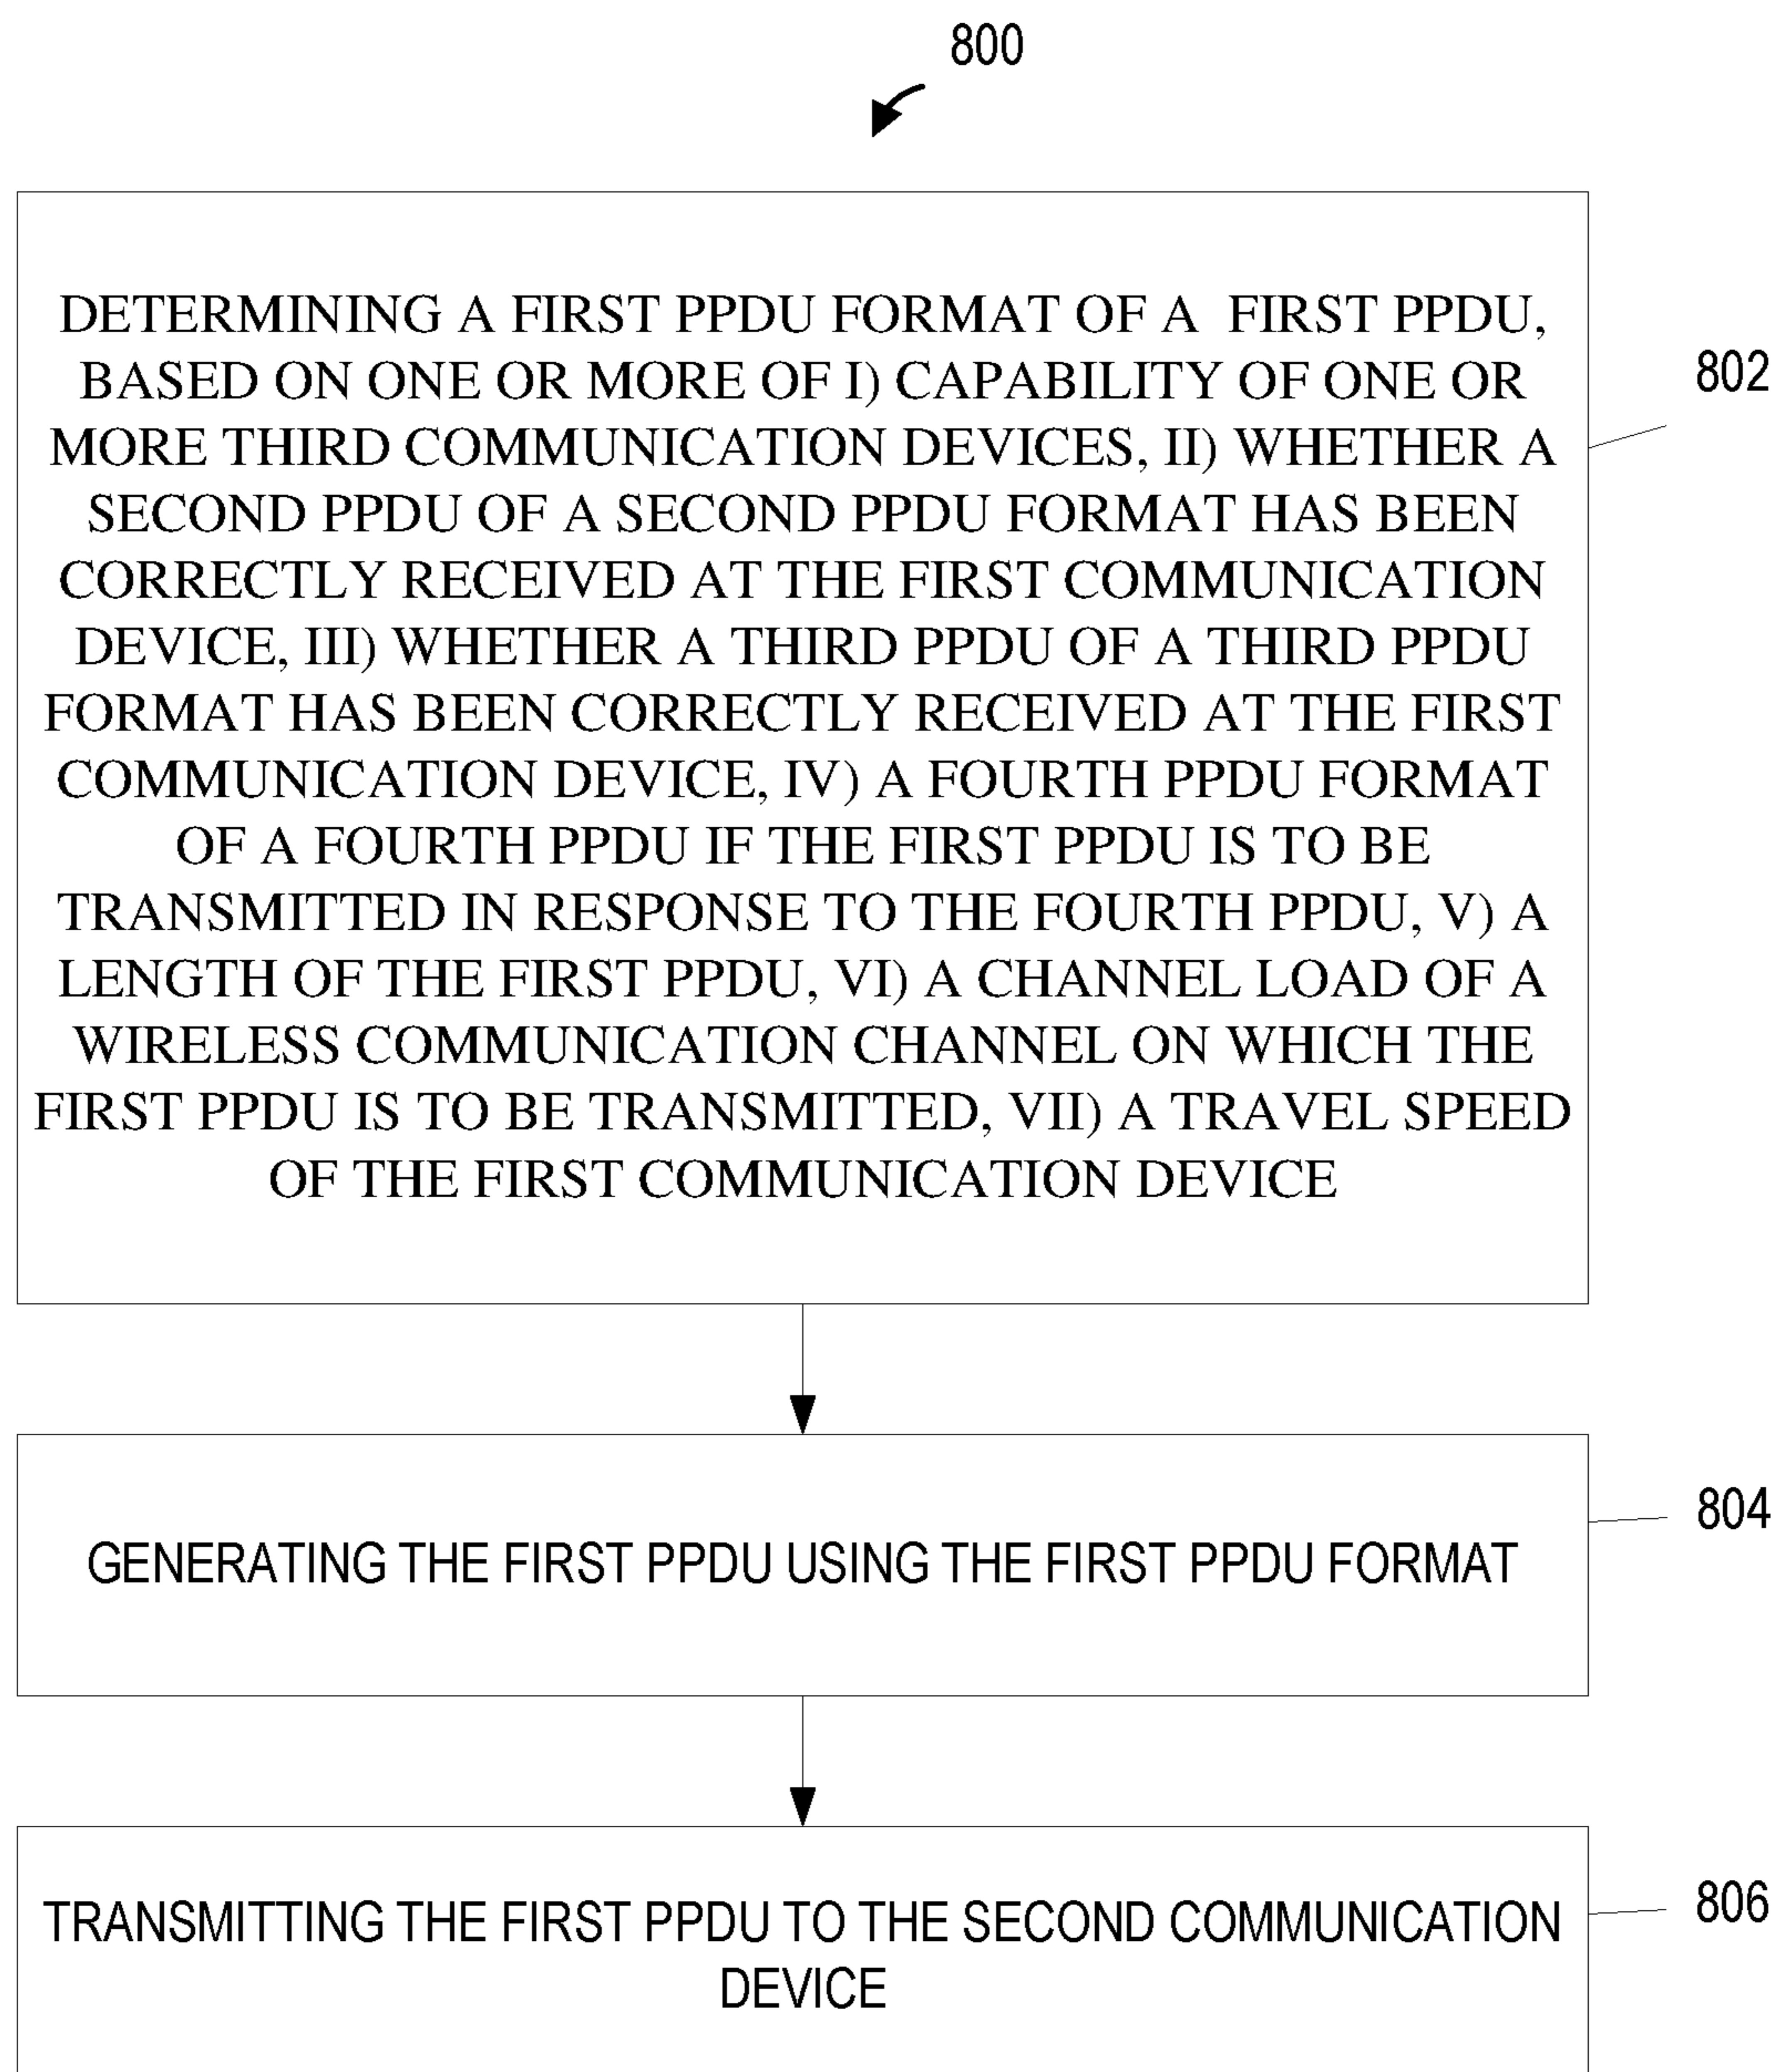 800
DETERMINING A FIRST PPDU FORMAT OF A FIRST PPDU,
BASED ON ONE OR MORE OF I) CAPABILITY OF ONE OR
MORE THIRD COMMUNICATION DEVICES, II) WHETHER A
SECOND PPDU OF A SECOND PPDU FORMAT HAS BEEN
CORRECTLY RECEIVED AT THE FIRST COMMUNICATION
DEVICE, III) WHETHER A THIRD PPDU OF A THIRD PPDU
FORMAT HAS BEEN CORRECTLY RECEIVED AT THE FIRST
COMMUNICATION DEVICE, IV) A FOURTH PPDU FORMAT
OF A FOURTH PPDU IF THE FIRST PPDU IS TO BE
TRANSMITTED IN RESPONSE TO THE FOURTH PPDU, V) A
LENGTH OF THE FIRST PPDU, VI) A CHANNEL LOAD OF A
WIRELESS COMMUNICATION CHANNEL ON WHICH THE
FIRST PPDU IS TO BE TRANSMITTED, VII) A TRAVEL SPEED
OF THE FIRST COMMUNICATION DEVICE
802
GENERATING THE FIRST PPDU USING THE FIRST PPDU FORMAT
804
TRANSMITTING THE FIRST PPDU TO THE SECOND COMMUNICATION
DEVICE
806